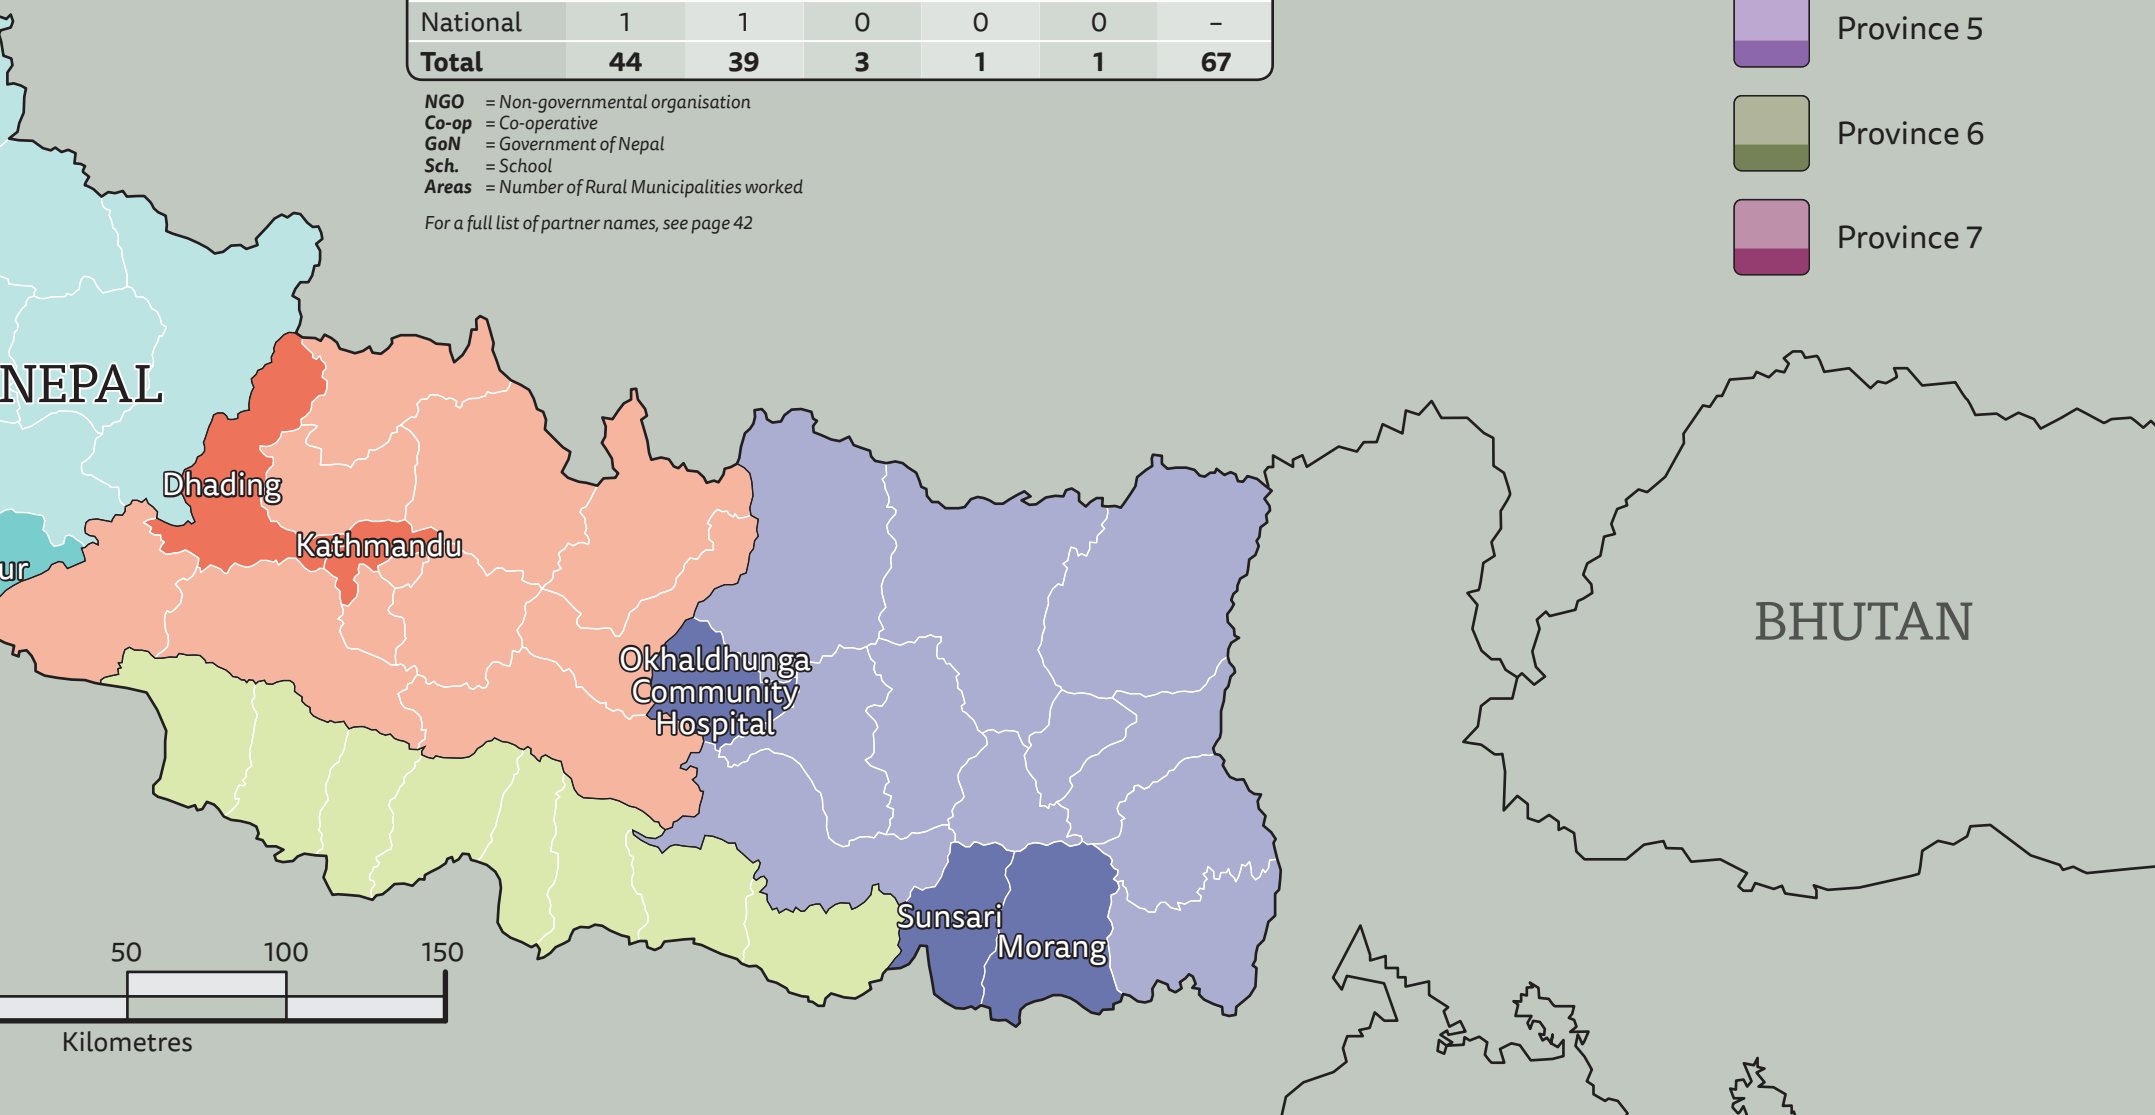 National 1 1 0 0 0 –
Total 44 39 3 1 1 67
NGO = Non-governmental organisation
Co-op = Co-operative
GoN = Government of Nepal
Sch. = School
Areas = Number of Rural Municipalities worked
For a full list of partner names, see page 42
Province 5
Province 6
Province 7
NEPAL
Dhading
Kathmandu
ur
Okhaldhunga
Community
Hospital
Sunsari
Morang
BHUTAN
50 100 150
Kilometres